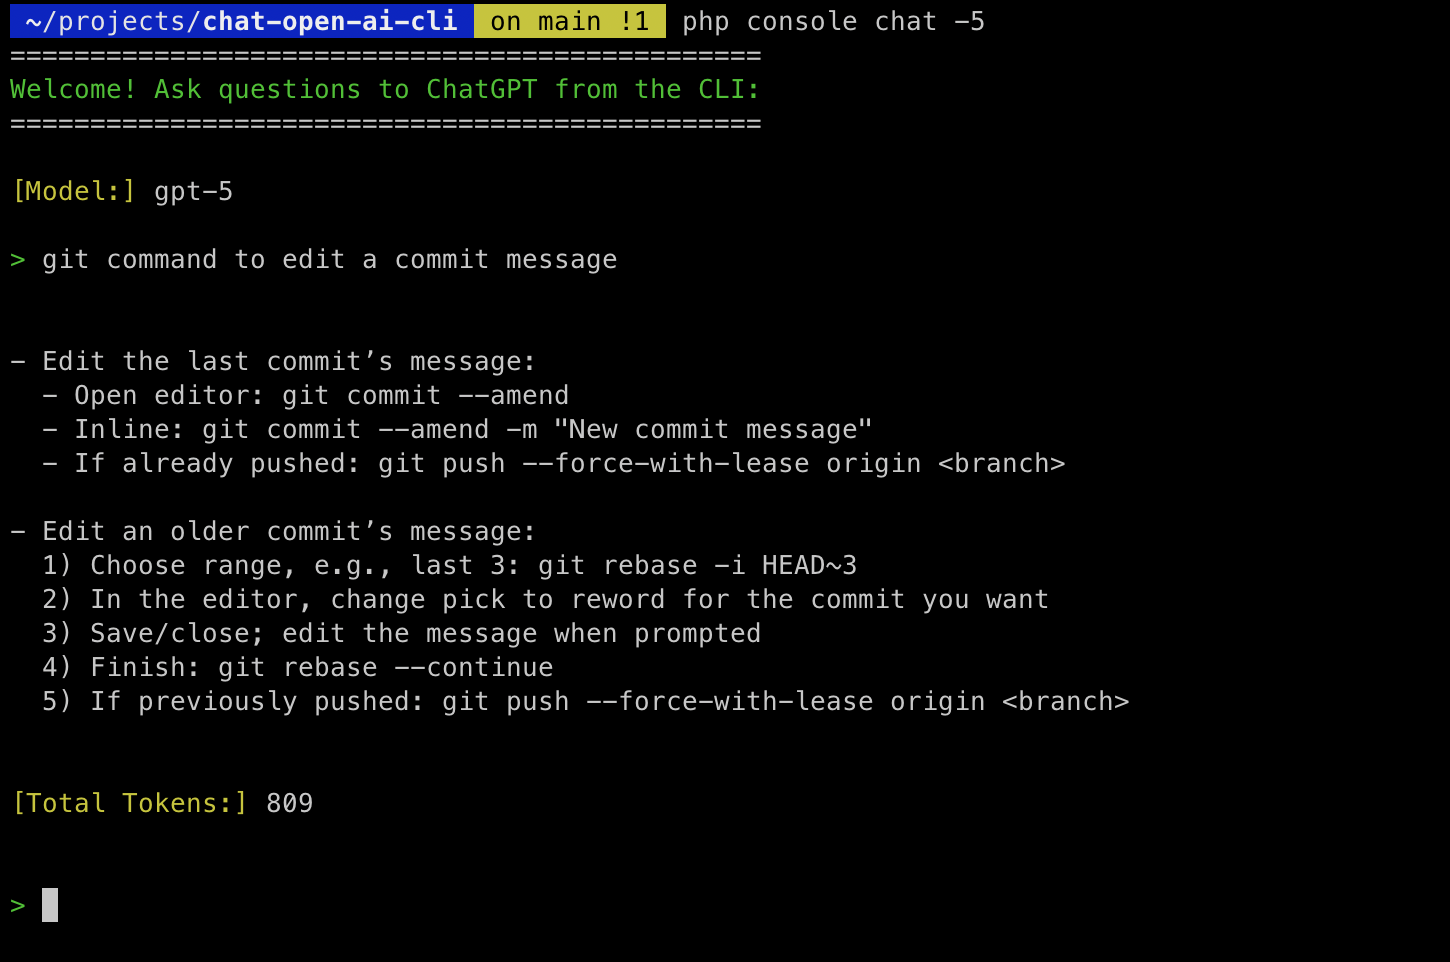 ~/projects/chat-open-ai-cli on main !1 php console chat -5
===============================================
Welcome! Ask questions to ChatGPT from the CLI:
===============================================
[Model:] gpt-5
> git command to edit a commit message
- Edit the last commit’s message:
  - Open editor: git commit --amend
  - Inline: git commit --amend -m "New commit message"
  - If already pushed: git push --force-with-lease origin <branch>
- Edit an older commit’s message:
  1) Choose range, e.g., last 3: git rebase -i HEAD~3
  2) In the editor, change pick to reword for the commit you want
  3) Save/close; edit the message when prompted
  4) Finish: git rebase --continue
  5) If previously pushed: git push --force-with-lease origin <branch>
[Total Tokens:] 809
>